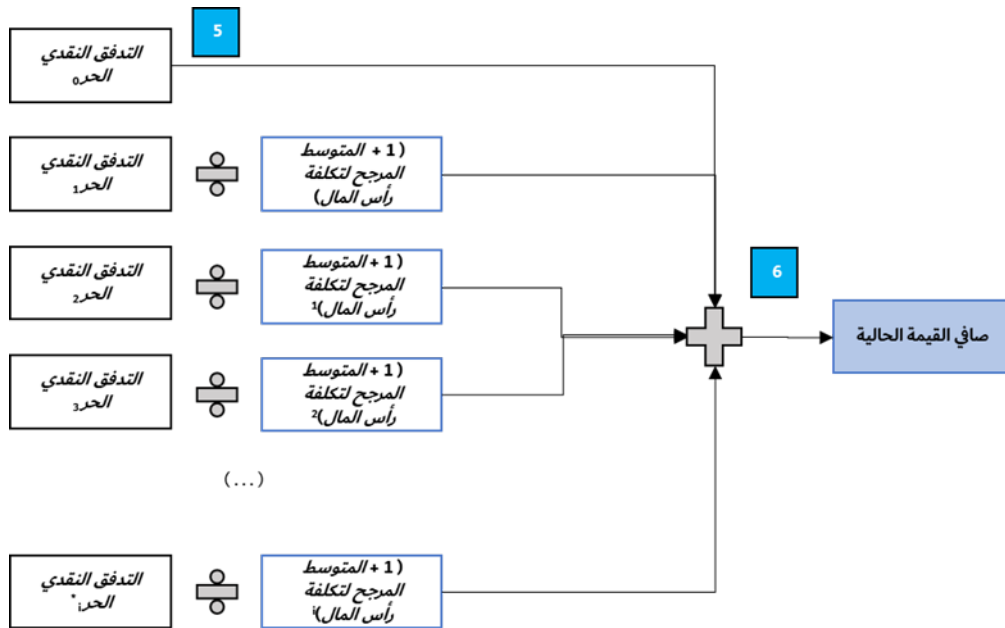 5
التدفق النقدي
الحر₀
التدفق النقدي
الحر₁
(1 + المتوسط
المرجح لتكلفة
رأس المال)
التدفق النقدي
الحر₂
(1 + المتوسط
المرجح لتكلفة
رأس المال)¹
6
صافي القيمة الحالية
التدفق النقدي
الحر₃
(1 + المتوسط
المرجح لتكلفة
رأس المال)²
(...)
التدفق النقدي
الحرᵢ*
(1 + المتوسط
المرجح لتكلفة
رأس المال)ⁱ